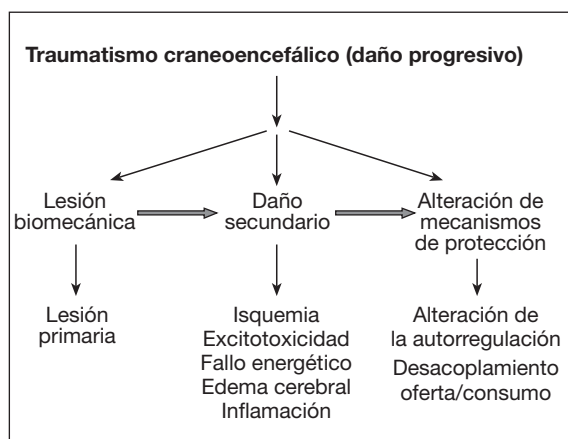 Traumatismo craneoencefálico (daño progresivo)
Lesión
biomecánica
Daño
secundario
Alteración de
mecanismos
de protección
Lesión
primaria
Isquemia
Excitotoxicidad
Fallo energético
Edema cerebral
Inflamación
Alteración de
la autorregulación
Desacoplamiento
oferta/consumo